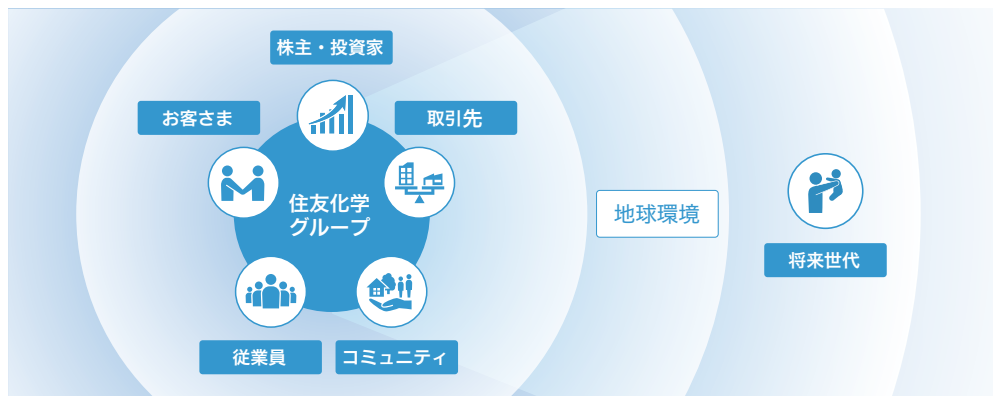 株主・投資家
お客さま
取引先
住友化学
グループ
地球環境
将来世代
従業員
コミュニティ